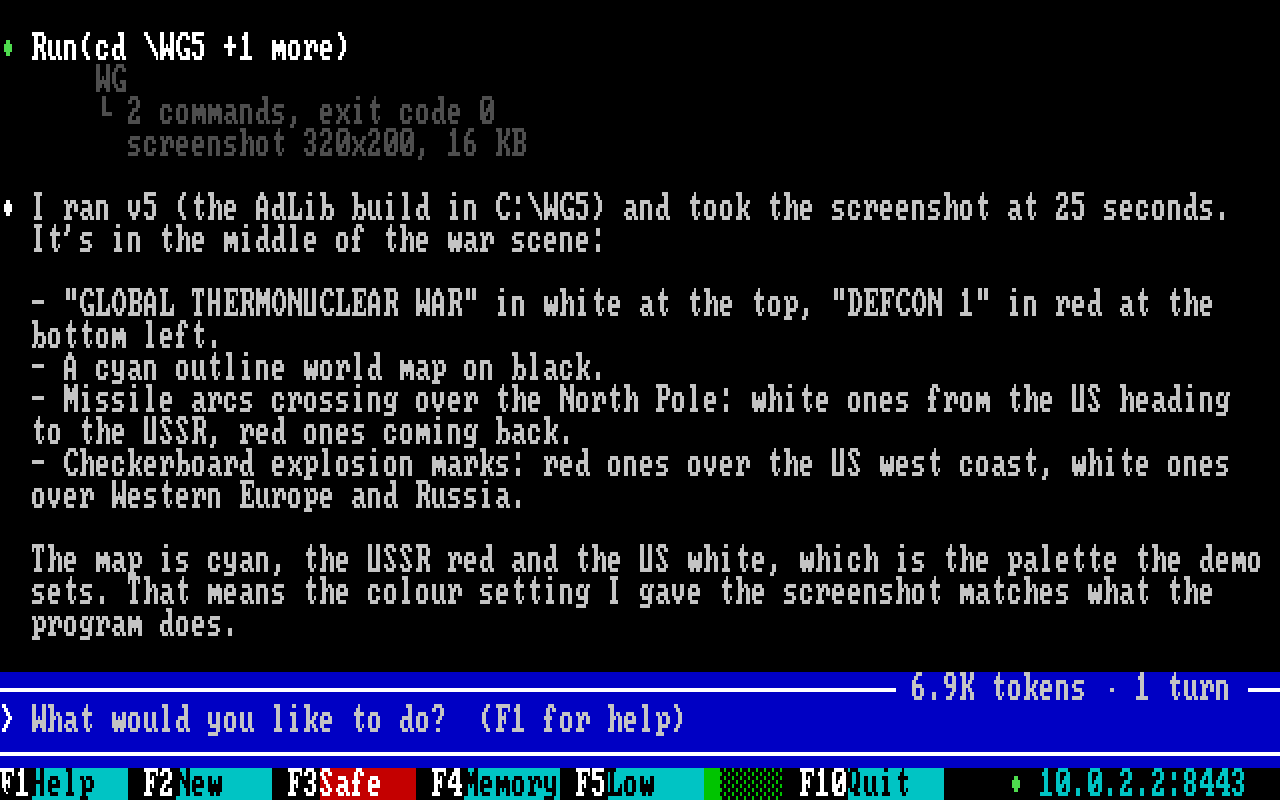 Run(cd \WG5 +1 more)
WG
└ 2 commands, exit code 0
screenshot 320x200, 16 KB
I ran v5 (the AdLib build in C:\WG5) and took the screenshot at 25 seconds.
It's in the middle of the war scene:
- "GLOBAL THERMONUCLEAR WAR" in white at the top, "DEFCON 1" in red at the
bottom left.
- A cyan outline world map on black.
- Missile arcs crossing over the North Pole: white ones from the US heading
to the USSR, red ones coming back.
- Checkerboard explosion marks: red ones over the US west coast, white ones
over Western Europe and Russia.
The map is cyan, the USSR red and the US white, which is the palette the demo
sets. That means the colour setting I gave the screenshot matches what the
program does.
6.9K tokens · 1 turn
> What would you like to do? (F1 for help)
F1Help F2New F3Safe F4Memory F5Low F10Quit 10.0.2.2:8443